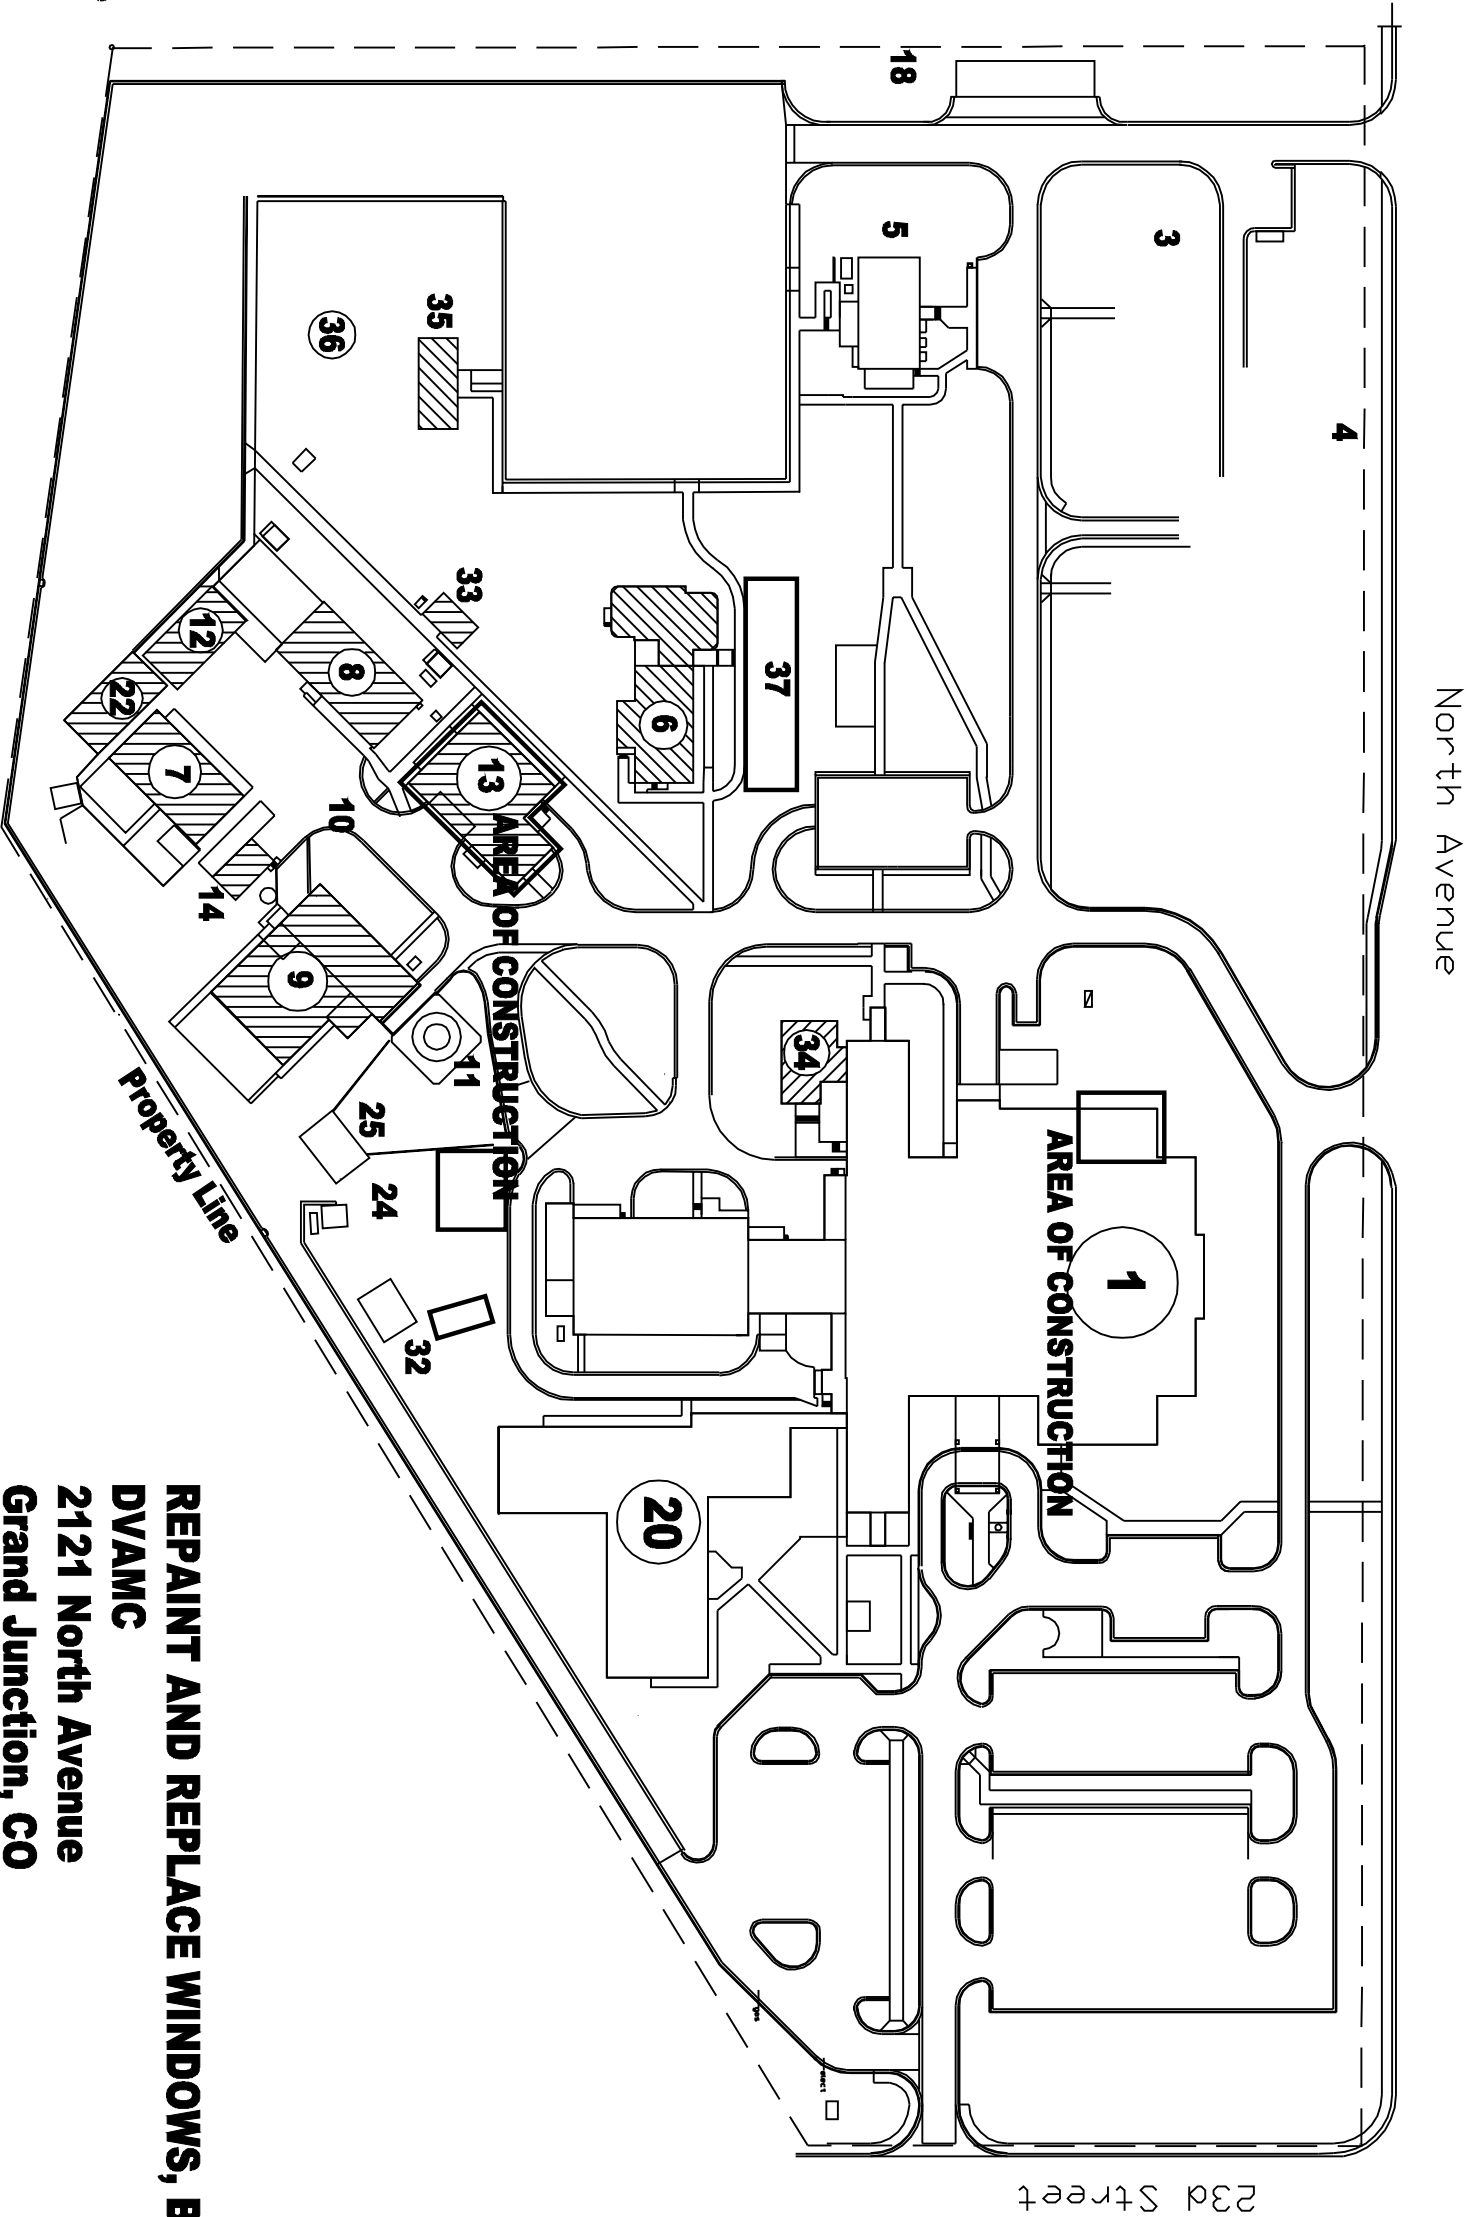 North Avenue
23d Street
4
3
18
5
1
AREA OF CONSTRUCTION
34
37
6
20
13
AREA OF CONSTRUCTION
33
35
36
8
12
22
7
10
14
9
11
25
24
32
Property Line
gas
elect
REPAINT AND REPLACE WINDOWS, B
DVAMC
2121 North Avenue
Grand Junction, CO